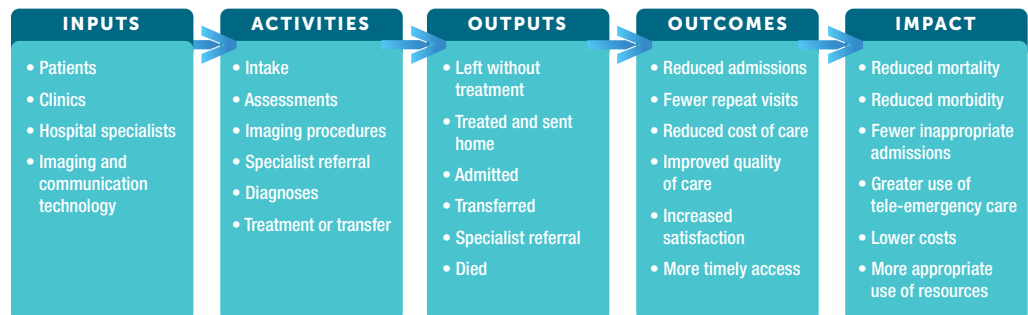 INPUTS
• Patients
• Clinics
• Hospital specialists
• Imaging and
communication
technology
ACTIVITIES
• Intake
• Assessments
• Imaging procedures
• Specialist referral
• Diagnoses
• Treatment or transfer
OUTPUTS
• Left without
treatment
• Treated and sent
home
• Admitted
• Transferred
• Specialist referral
• Died
OUTCOMES
• Reduced admissions
• Fewer repeat visits
• Reduced cost of care
• Improved quality
of care
• Increased
satisfaction
• More timely access
IMPACT
• Reduced mortality
• Reduced morbidity
• Fewer inappropriate
admissions
• Greater use of
tele-emergency care
• Lower costs
• More appropriate
use of resources